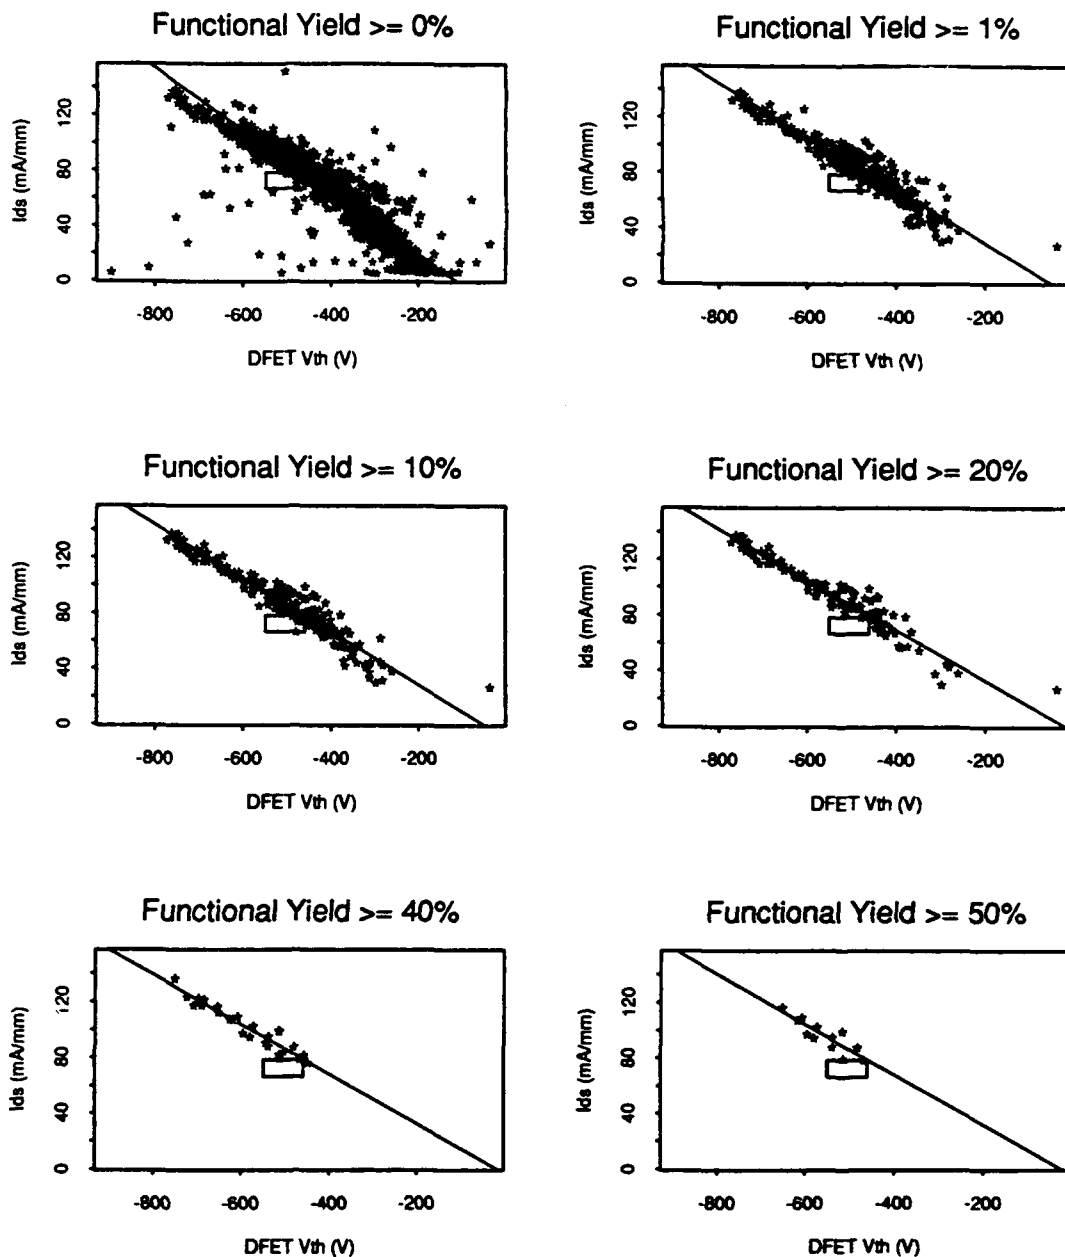 Functional Yield >= 0%
Ids (mA/mm)
120
80
40
0
-800 -600 -400 -200
DFET Vth (V)
Functional Yield >= 1%
Ids (mA/mm)
120
80
40
0
-800 -600 -400 -200
DFET Vth (V)
Functional Yield >= 10%
Ids (mA/mm)
120
80
40
0
-800 -600 -400 -200
DFET Vth (V)
Functional Yield >= 20%
Ids (mA/mm)
120
80
40
0
-800 -600 -400 -200
DFET Vth (V)
Functional Yield >= 40%
Ids (mA/mm)
120
80
40
0
-800 -600 -400 -200
DFET Vth (V)
Functional Yield >= 50%
Ids (mA/mm)
120
80
40
0
-800 -600 -400 -200
DFET Vth (V)